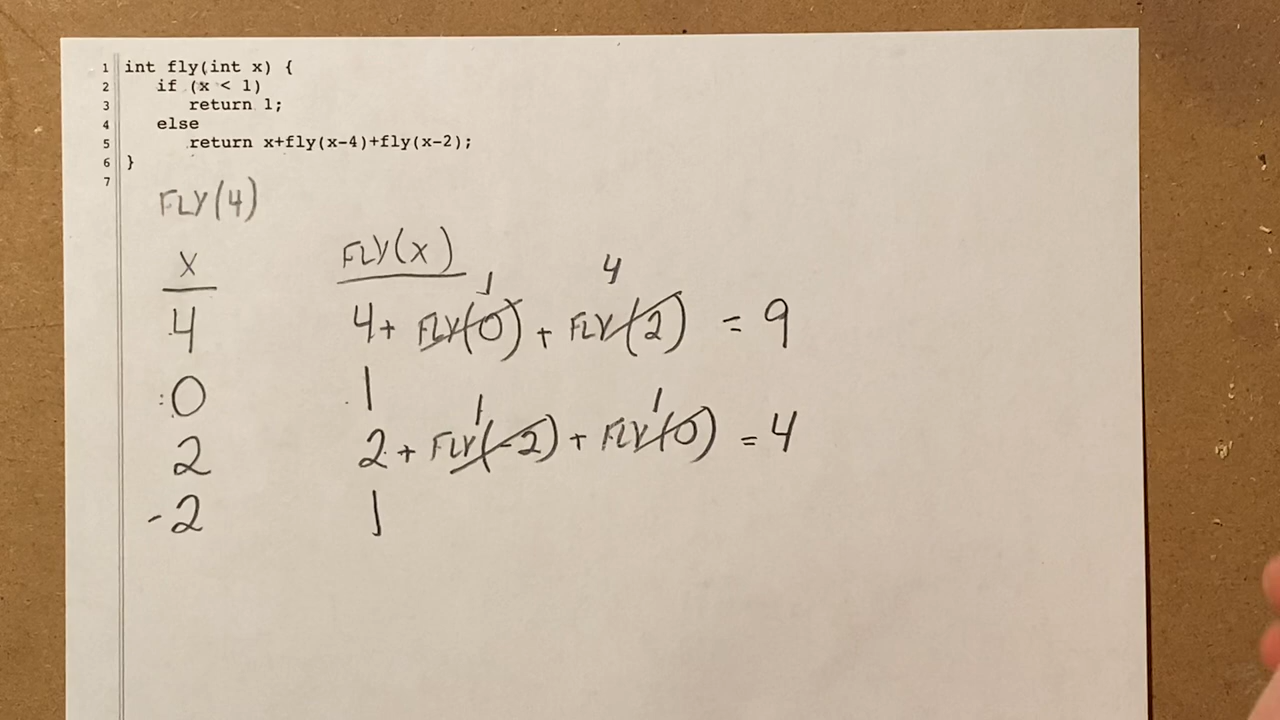 1 int fly(int x) {
2 if (x < 1)
3 return 1;
4 else
5 return x+fly(x-4)+fly(x-2);
6 }
7
FLY(4)
X FLY(X)
1 4
4 4+ FLY(0) + FLY(2) = 9
0 1
1 1
2 2 + FLY(-2) + FLY(0) = 4
-2 1